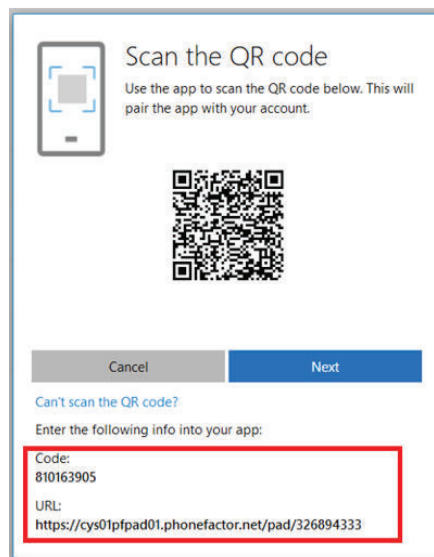 Scan the QR code
Use the app to scan the QR code below. This will
pair the app with your account.
Cancel
Next
Can't scan the QR code?
Enter the following info into your app:
Code:
810163905
URL:
https://cys01pfpad01.phonefactor.net/pad/326894333